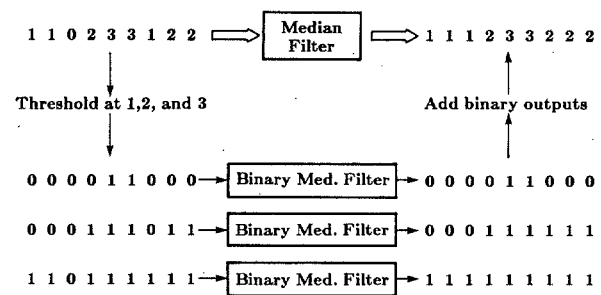 1 1 0 2 3 3 1 2 2 Median Filter 1 1 1 2 3 3 2 2 2
Threshold at 1,2, and 3 Add binary outputs
0 0 0 0 1 1 0 0 0 Binary Med. Filter 0 0 0 0 1 1 0 0 0
0 0 0 1 1 1 0 1 1 Binary Med. Filter 0 0 0 1 1 1 1 1 1
1 1 0 1 1 1 1 1 1 Binary Med. Filter 1 1 1 1 1 1 1 1 1